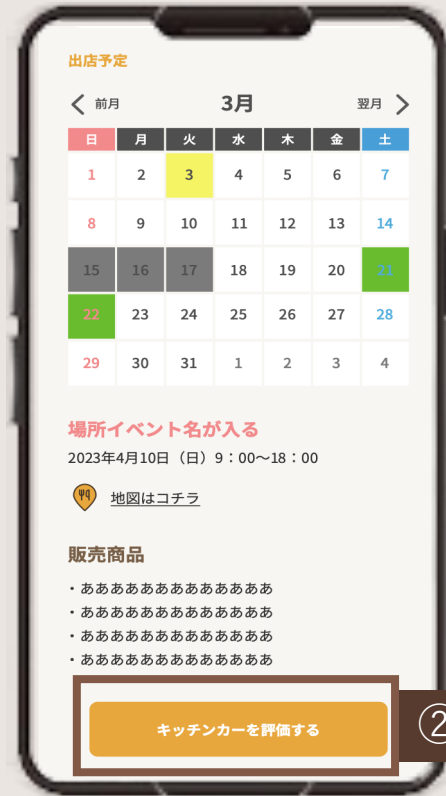 出店予定
前月 3月 翌月
日 月 火 水 木 金 土
1 2 3 4 5 6 7
8 9 10 11 12 13 14
15 16 17 18 19 20 21
22 23 24 25 26 27 28
29 30 31 1 2 3 4
場所イベント名が入る
2023年4月10日（日）9：00〜18：00
地図はコチラ
販売商品
・あああああああああああああ
・あああああああああああああ
・あああああああああああああ
・あああああああああああああ
キッチンカーを評価する
②